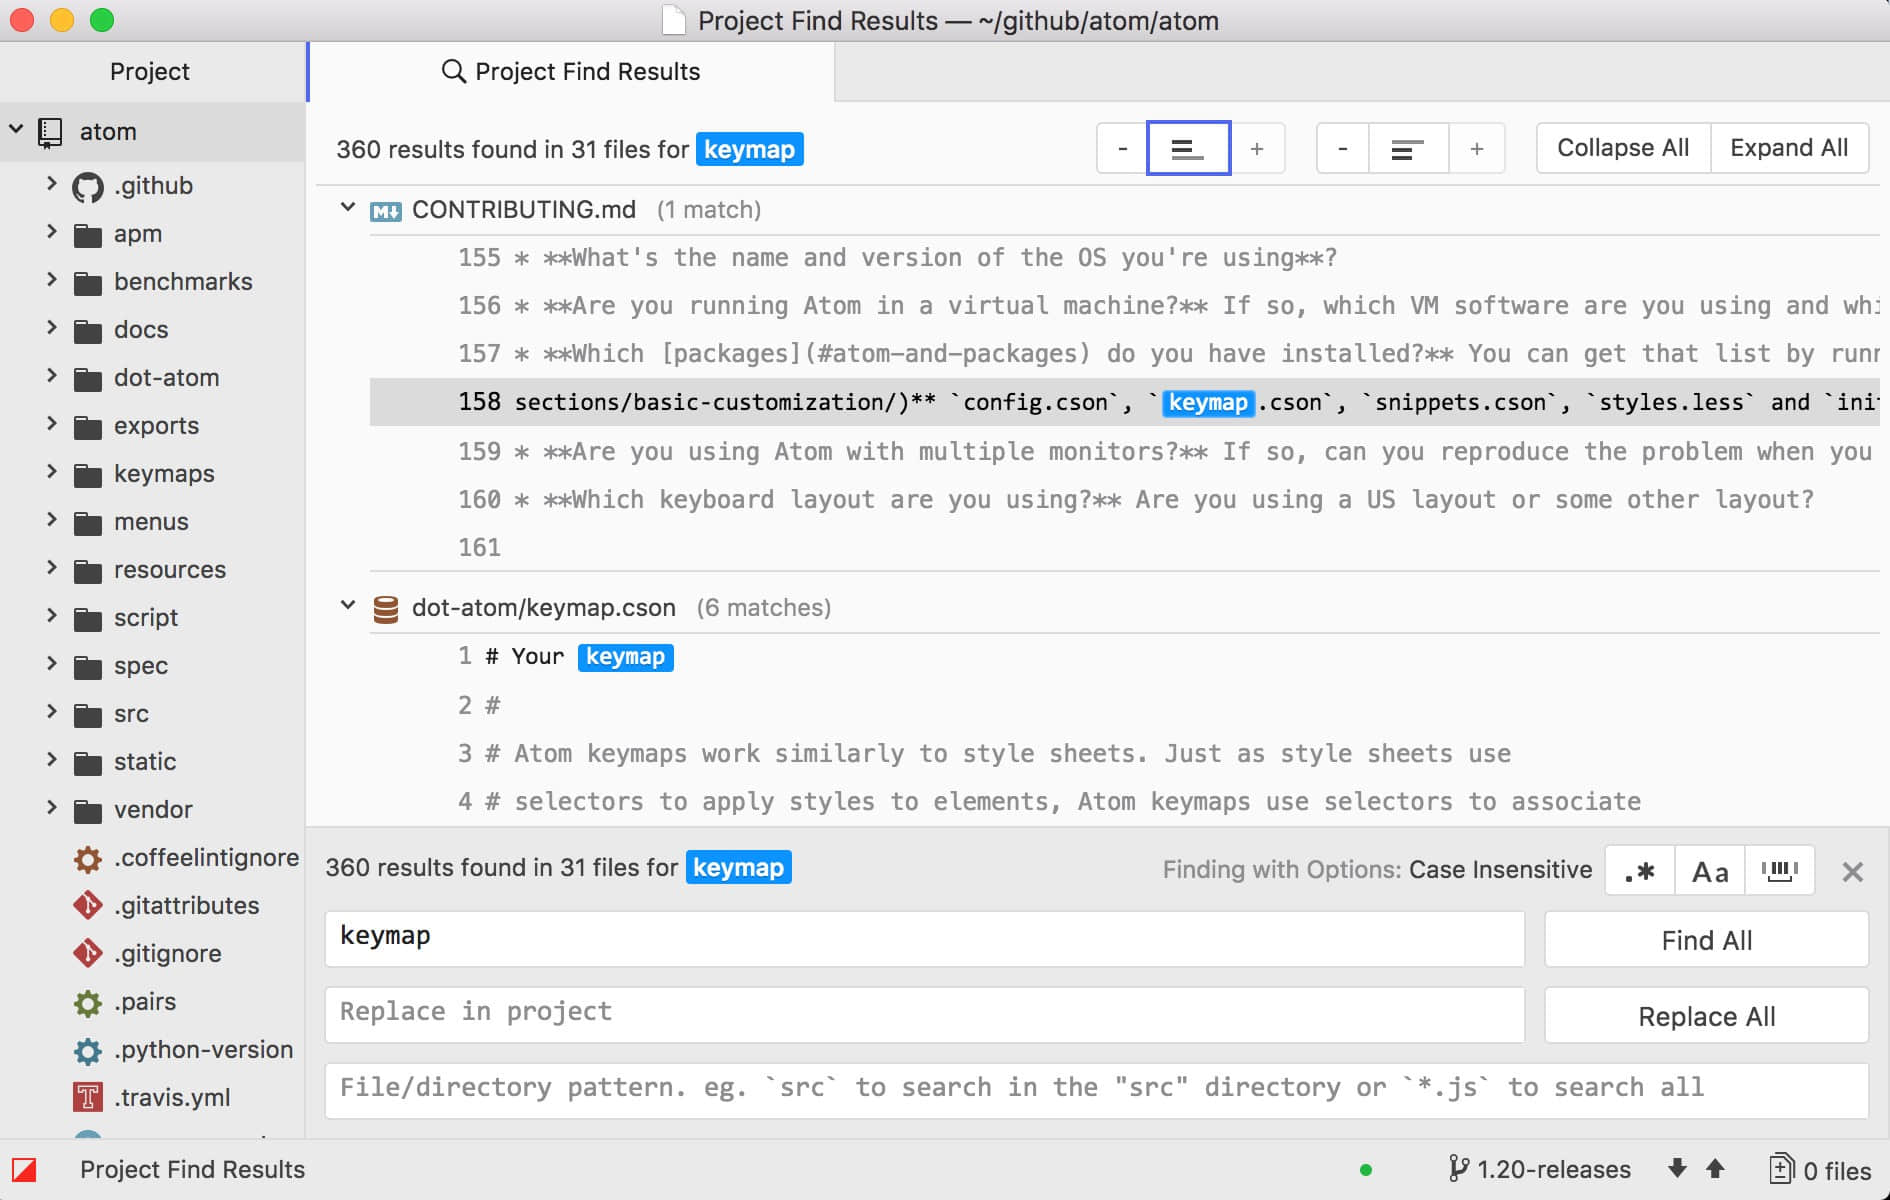 Project Find Results — ~/github/atom/atom
Project
Project Find Results
atom
.github
apm
benchmarks
docs
dot-atom
exports
keymaps
menus
resources
script
spec
src
static
vendor
.coffeelintignore
.gitattributes
.gitignore
.pairs
.python-version
.travis.yml
360 results found in 31 files for keymap
-
+
-
+
Collapse All
Expand All
M CONTRIBUTING.md (1 match)
155 * **What's the name and version of the OS you're using**?
156 * **Are you running Atom in a virtual machine?** If so, which VM software are you using and whi
157 * **Which [packages](#atom-and-packages) do you have installed?** You can get that list by runn
158 sections/basic-customization/)** `config.cson`, `keymap.cson`, `snippets.cson`, `styles.less` and `init
159 * **Are you using Atom with multiple monitors?** If so, can you reproduce the problem when you
160 * **Which keyboard layout are you using?** Are you using a US layout or some other layout?
161
dot-atom/keymap.cson (6 matches)
1 # Your keymap
2 #
3 # Atom keymaps work similarly to style sheets. Just as style sheets use
4 # selectors to apply styles to elements, Atom keymaps use selectors to associate
360 results found in 31 files for keymap
Finding with Options: Case Insensitive
.*
Aa
keymap
Find All
Replace in project
Replace All
File/directory pattern. eg. `src` to search in the "src" directory or `*.js` to search all
Project Find Results
1.20-releases
0 files